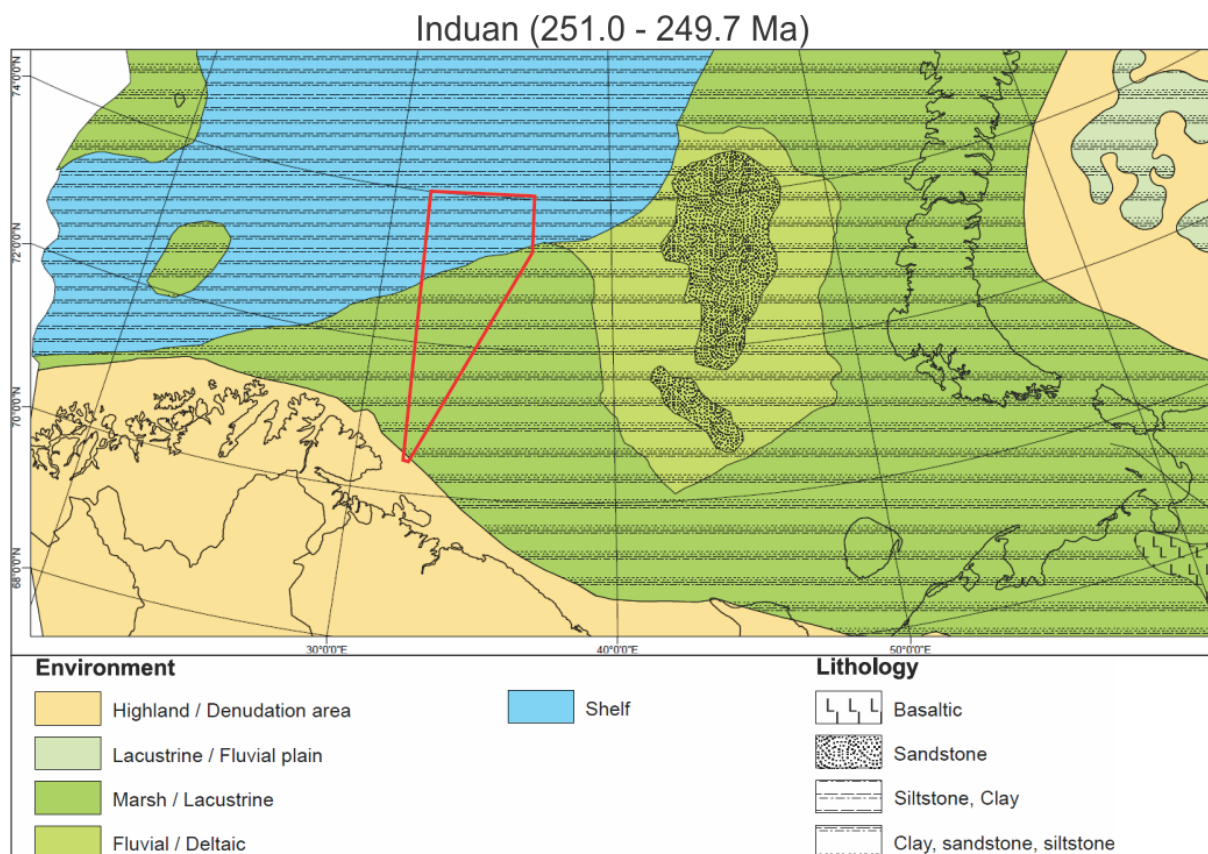 Induan (251.0 - 249.7 Ma)
74°0'0"N
72°0'0"N
70°0'0"N
68°0'0"N
30°0'0"E
40°0'0"E
50°0'0"E
L L L
L L L
L L
Environment
Highland / Denudation area
Lacustrine / Fluvial plain
Marsh / Lacustrine
Fluvial / Deltaic
Shelf
Lithology
L L L
Basaltic
Sandstone
Siltstone, Clay
Clay, sandstone, siltstone